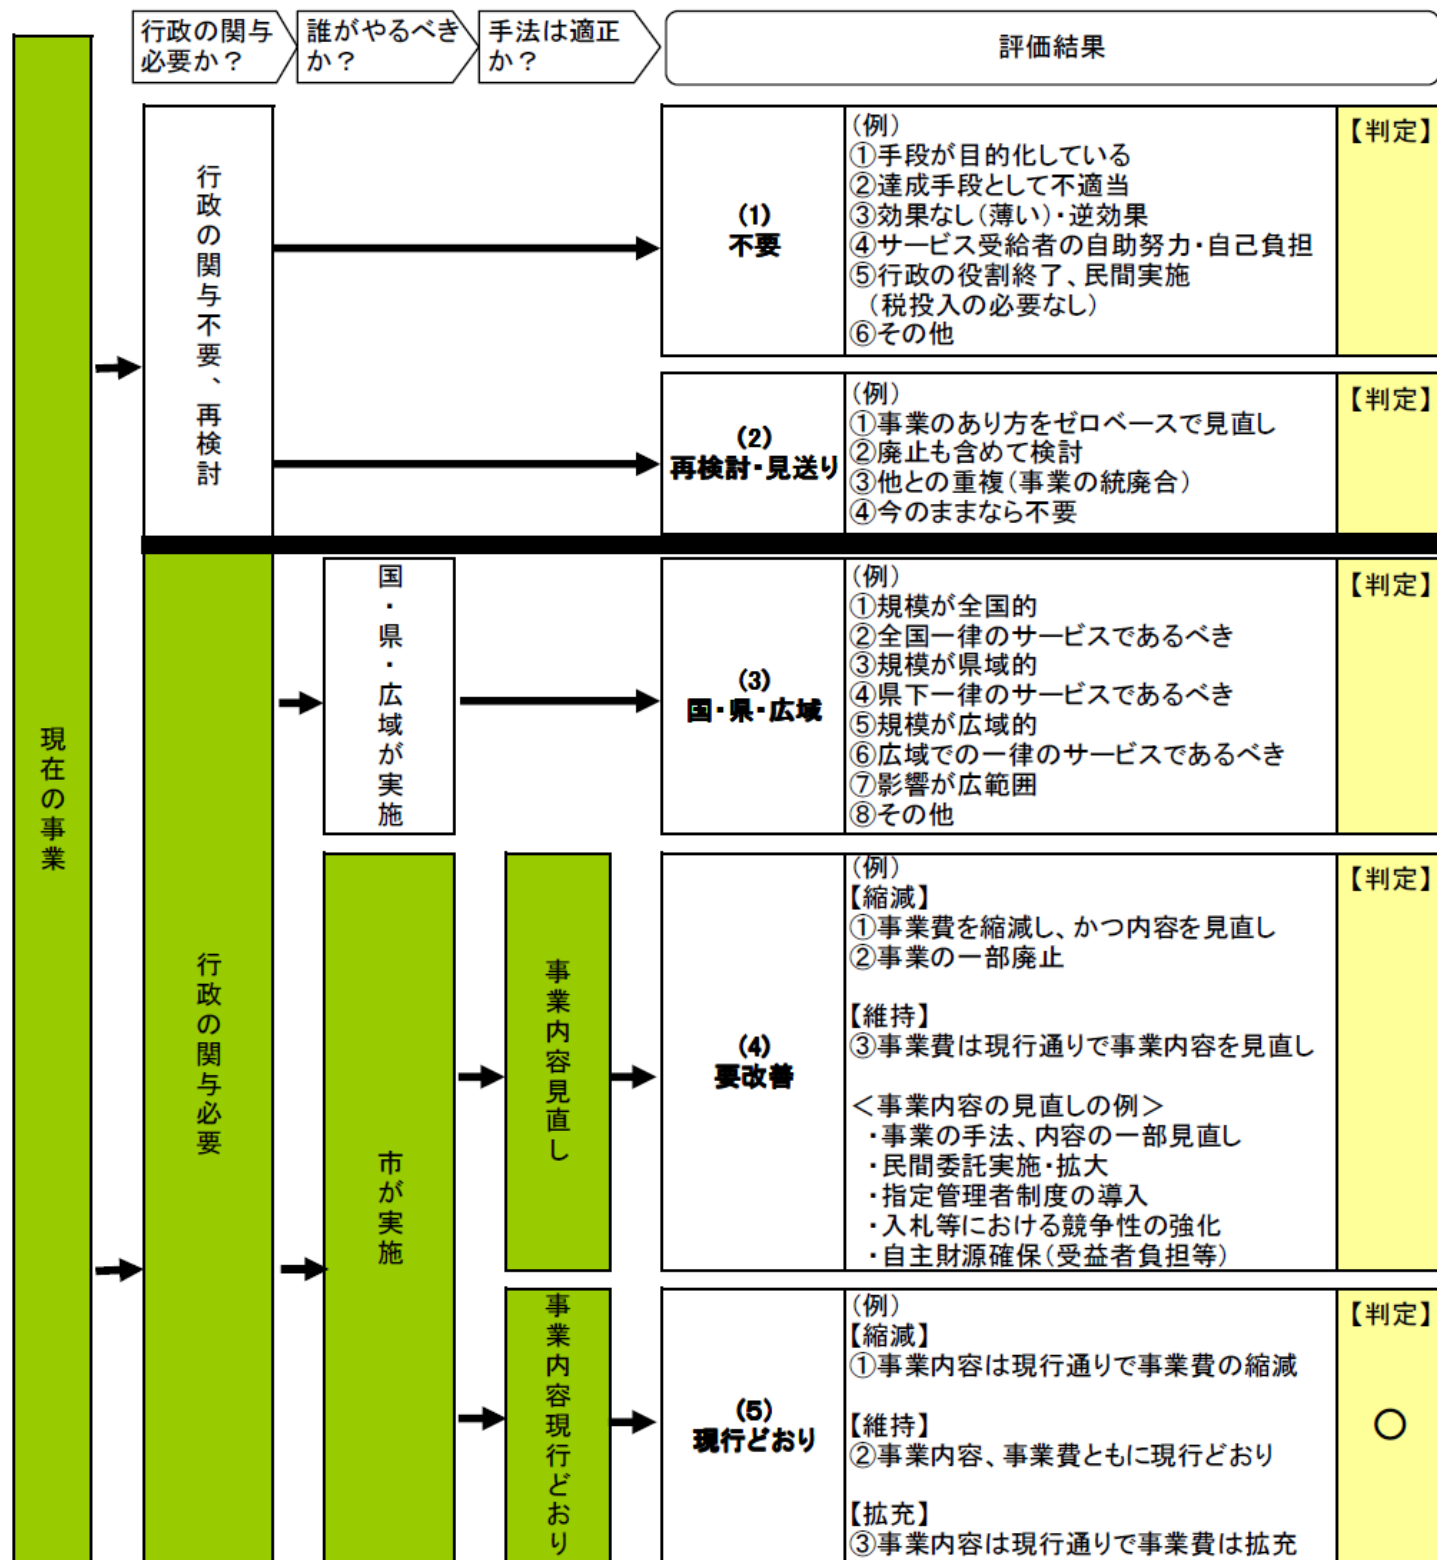 行政の関与
必要か？
誰がやるべき
か？
手法は適正
か？
評価結果
現在の事業
行政の関与不要、再検討
(1)
不要
（例）
①手段が目的化している
②達成手段として不適当
③効果なし（薄い）・逆効果
④サービス受給者の自助努力・自己負担
⑤行政の役割終了、民間実施
（税投入の必要なし）
⑥その他
【判定】
(2)
再検討・見送り
（例）
①事業のあり方をゼロベースで見直し
②廃止も含めて検討
③他との重複（事業の統廃合）
④今のままなら不要
【判定】
行政の関与必要
国・県・広域が実施
(3)
国・県・広域
（例）
①規模が全国的
②全国一律のサービスであるべき
③規模が県域的
④県下一律のサービスであるべき
⑤規模が広域的
⑥広域での一律のサービスであるべき
⑦影響が広範囲
⑧その他
【判定】
市が実施
事業内容見直し
(4)
要改善
（例）
【縮減】
①事業費を縮減し、かつ内容を見直し
②事業の一部廃止
【維持】
③事業費は現行通りで事業内容を見直し
＜事業内容の見直しの例＞
・事業の手法、内容の一部見直し
・民間委託実施・拡大
・指定管理者制度の導入
・入札等における競争性の強化
・自主財源確保（受益者負担等）
【判定】
事業内容現行どおり
(5)
現行どおり
（例）
【縮減】
①事業内容は現行通りで事業費の縮減
【維持】
②事業内容、事業費ともに現行どおり
【拡充】
③事業内容は現行通りで事業費は拡充
【判定】
○